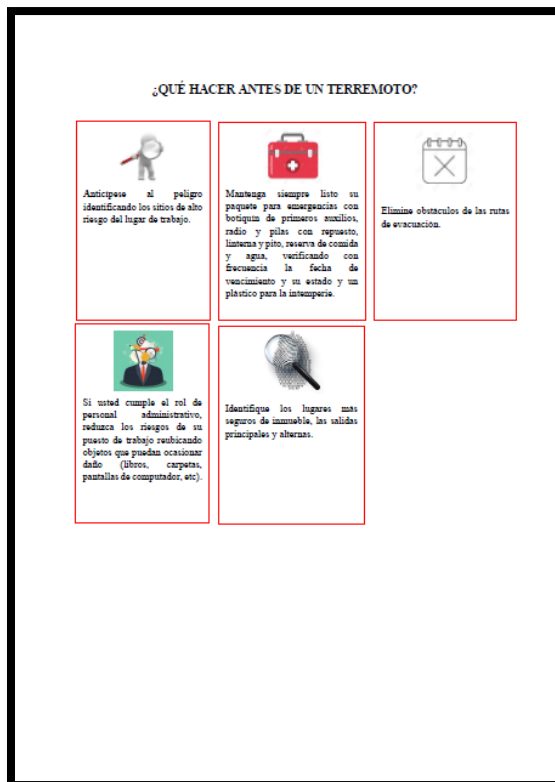 ¿QUÉ HACER ANTES DE UN TERREMOTO?
Anticipese al peligro
identificando los sitios de alto
riesgo del lugar de trabajo.
Mantenga siempre listo su
paquete para emergencias con
botiquín de primeros auxilios,
radio y pilas con repuesto,
linterna y pito, reserva de comida
y agua, verificando con
frecuencia la fecha de
vencimiento y su estado y un
plástico para la intemperie.
Elimine obstáculos de las rutas
de evacuación.
Si usted cumple el rol de
personal administrativo,
reduzca los riesgos de su
puesto de trabajo reubicando
objetos que puedan ocasionar
daño (libros, carpetas,
pantallas de computador, etc).
Identifique los lugares más
seguros de inmueble, las salidas
principales y alternas.